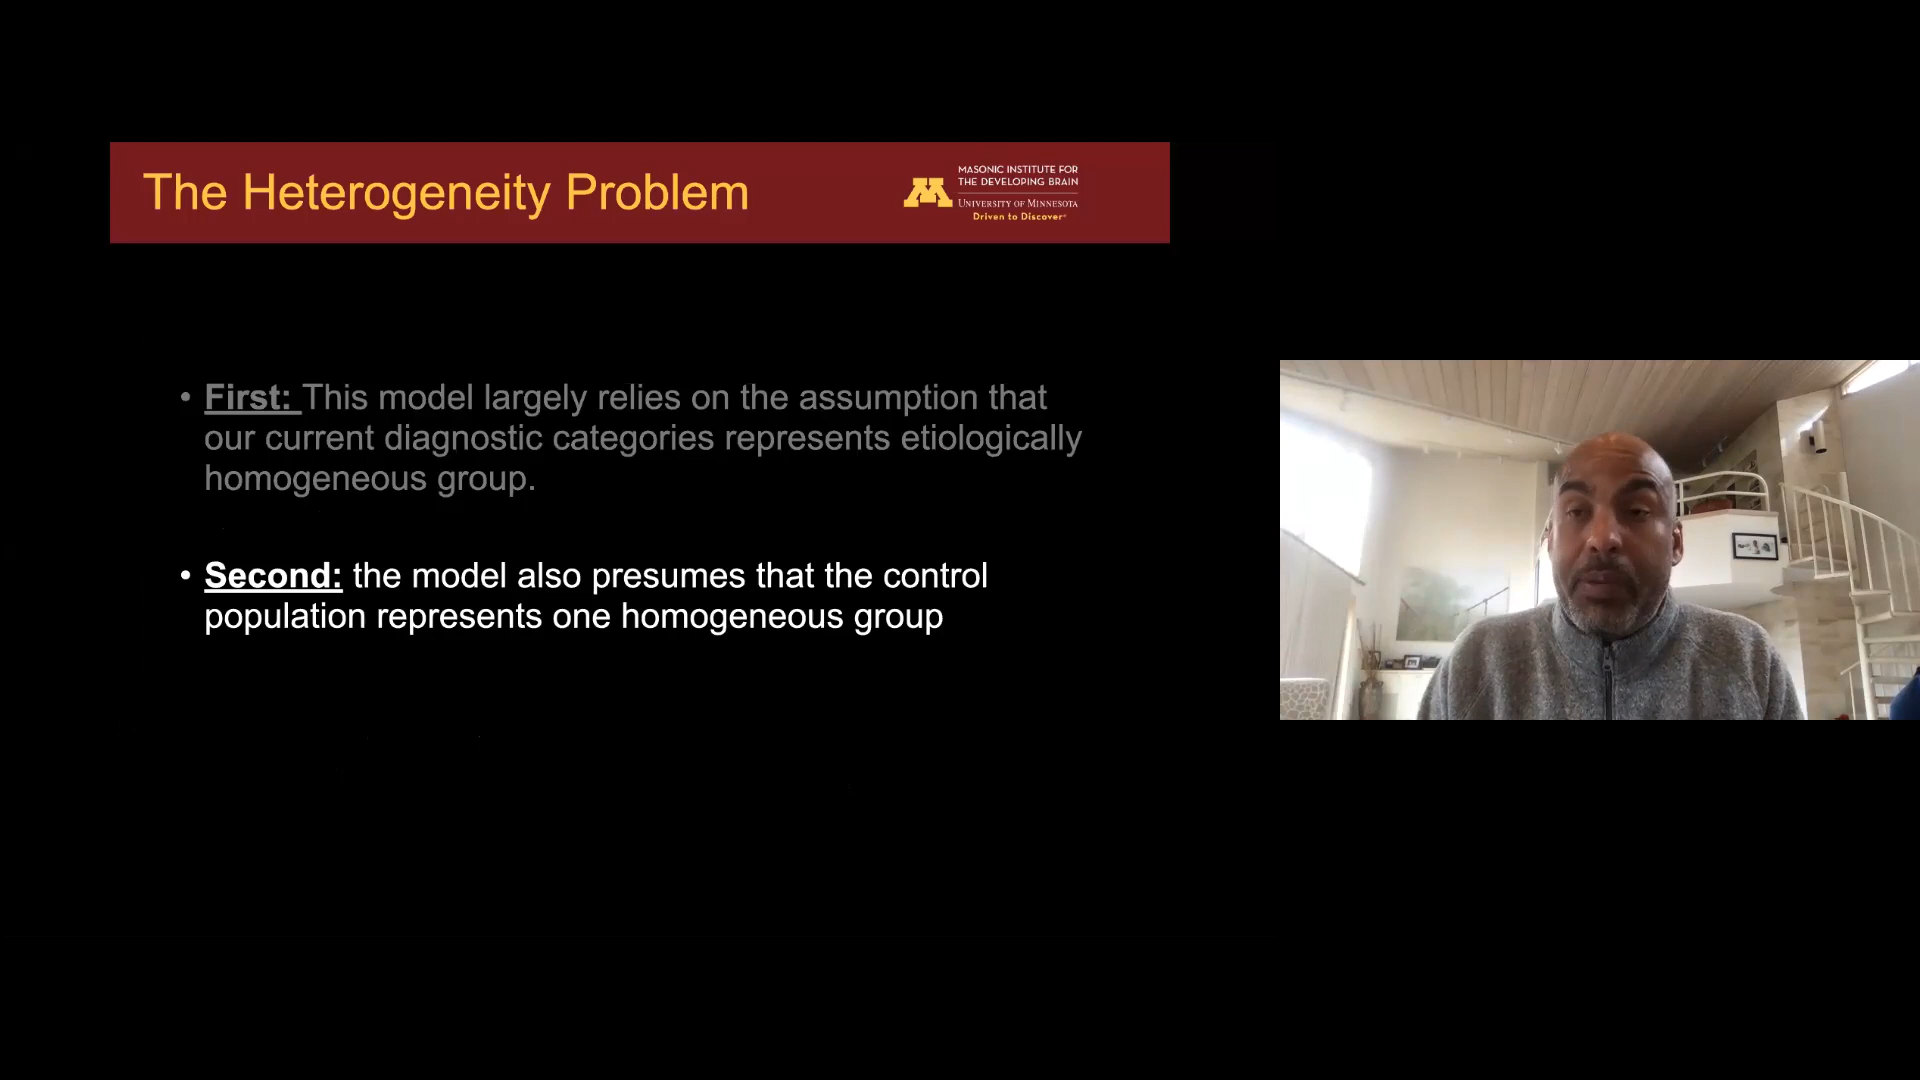 The Heterogeneity Problem
MASONIC INSTITUTE FOR
THE DEVELOPING BRAIN
UNIVERSITY OF MINNESOTA
Driven to Discover®
• First: This model largely relies on the assumption that
our current diagnostic categories represents etiologically
homogeneous group.
• Second: the model also presumes that the control
population represents one homogeneous group